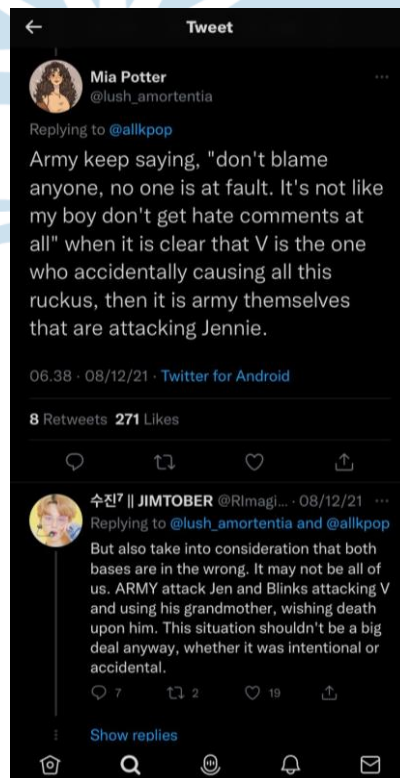 Tweet
Mia Potter
@lush_amortentia
Replying to @allkpop
Army keep saying, "don't blame
anyone, no one is at fault. It's not like
my boy don't get hate comments at
all" when it is clear that V is the one
who accidentally causing all this
ruckus, then it is army themselves
that are attacking Jennie.
06.38 · 08/12/21 · Twitter for Android
8 Retweets 271 Likes
수진⁷ || JIMTOBER @RImagi... · 08/12/21
Replying to @lush_amortentia and @allkpop
But also take into consideration that both
bases are in the wrong. It may not be all of
us. ARMY attack Jen and Blinks attacking V
and using his grandmother, wishing death
upon him. This situation shouldn't be a big
deal anyway, whether it was intentional or
accidental.
7 2 19
Show replies